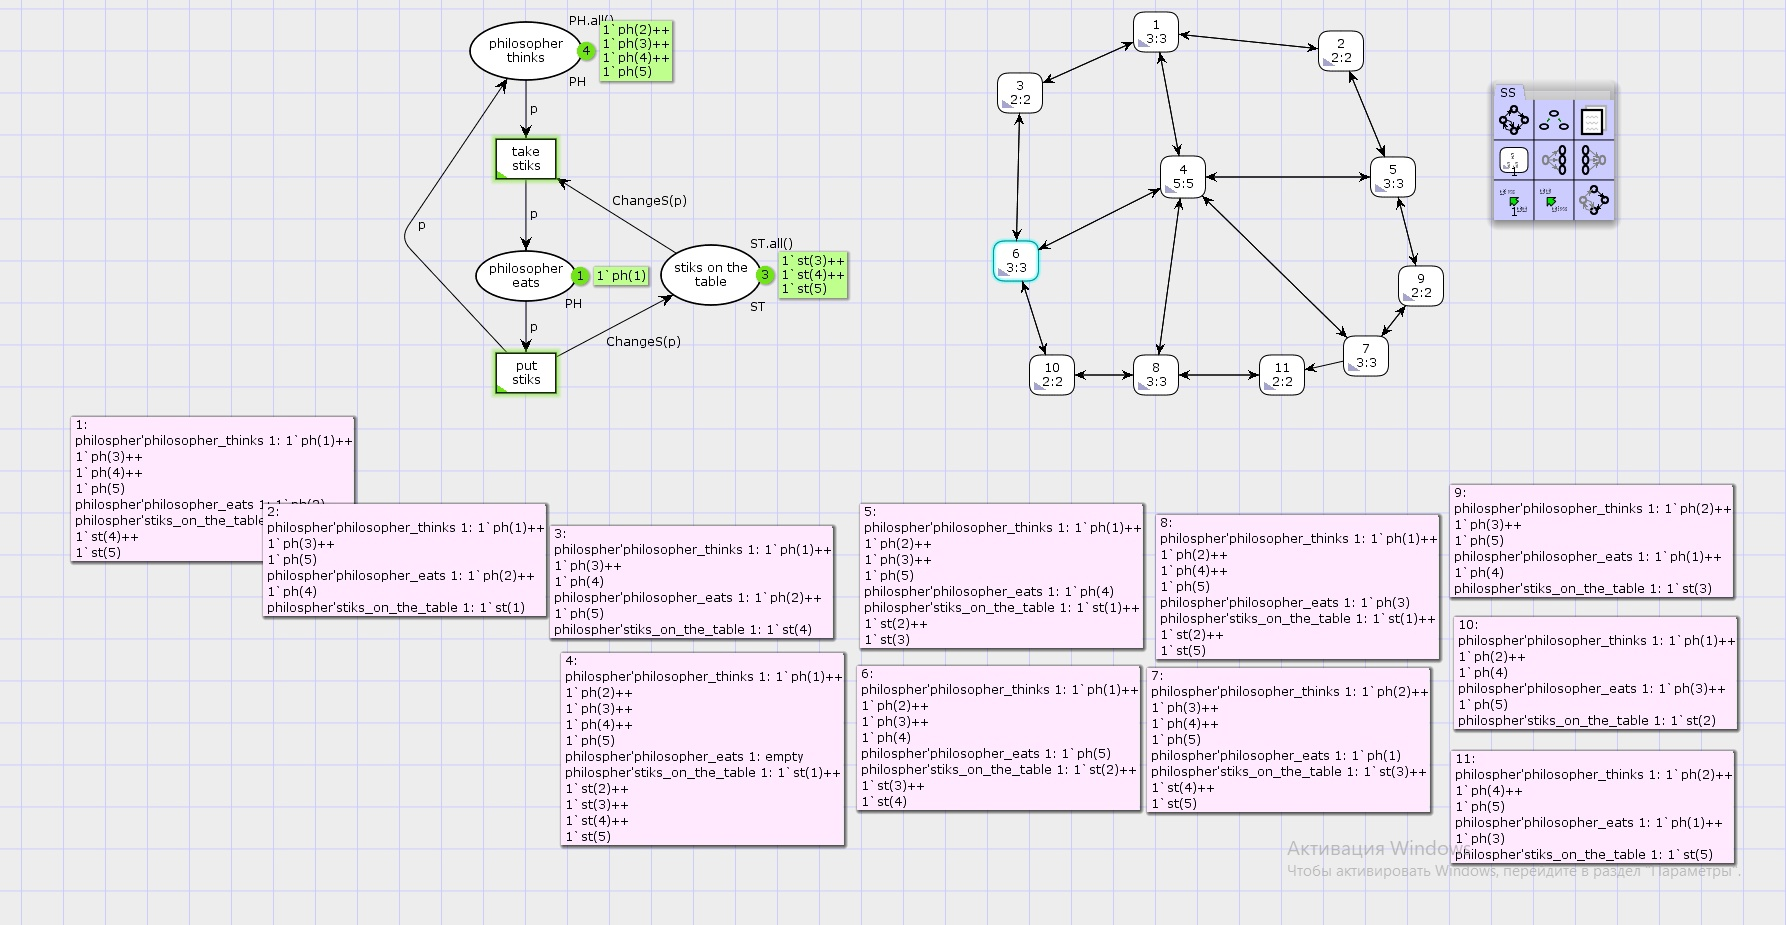 PH.all()
philosopher
thinks
4
1`ph(2)++
1`ph(3)++
1`ph(4)++
1`ph(5)
PH
p
take
stiks
p
p
ChangeS(p)
philosopher
eats
1
1`ph(1)
PH
stiks on the
table
ST.all()
3
1`st(3)++
1`st(4)++
1`st(5)
ST
p
ChangeS(p)
put
stiks
1
3:3
2
2:2
3
2:2
4
5:5
5
3:3
6
3:3
9
2:2
7
3:3
10
2:2
8
3:3
11
2:2
SS
1
1
1:
philospher'philosopher_thinks 1: 1`ph(1)++
1`ph(3)++
1`ph(4)++
1`ph(5)
philospher'philosopher_eats 1: 1`ph(2)
philospher'stiks_on_the_table
1`st(4)++
1`st(5)
2:
philospher'philosopher_thinks 1: 1`ph(1)++
1`ph(3)++
1`ph(5)
philospher'philosopher_eats 1: 1`ph(2)++
1`ph(4)
philospher'stiks_on_the_table 1: 1`st(1)
3:
philospher'philosopher_thinks 1: 1`ph(1)++
1`ph(3)++
1`ph(4)
philospher'philosopher_eats 1: 1`ph(2)++
1`ph(5)
philospher'stiks_on_the_table 1: 1`st(4)
4:
philospher'philosopher_thinks 1: 1`ph(1)++
1`ph(2)++
1`ph(3)++
1`ph(4)++
1`ph(5)
philospher'philosopher_eats 1: empty
philospher'stiks_on_the_table 1: 1`st(1)++
1`st(2)++
1`st(3)++
1`st(4)++
1`st(5)
5:
philospher'philosopher_thinks 1: 1`ph(1)++
1`ph(2)++
1`ph(3)++
1`ph(5)
philospher'philosopher_eats 1: 1`ph(4)
philospher'stiks_on_the_table 1: 1`st(1)++
1`st(2)++
1`st(3)
6:
philospher'philosopher_thinks 1: 1`ph(1)++
1`ph(2)++
1`ph(3)++
1`ph(4)
philospher'philosopher_eats 1: 1`ph(5)
philospher'stiks_on_the_table 1: 1`st(2)++
1`st(3)++
1`st(4)
8:
philospher'philosopher_thinks 1: 1`ph(1)++
1`ph(2)++
1`ph(4)++
1`ph(5)
philospher'philosopher_eats 1: 1`ph(3)
philospher'stiks_on_the_table 1: 1`st(1)++
1`st(2)++
1`st(5)
7:
philospher'philosopher_thinks 1: 1`ph(2)++
1`ph(3)++
1`ph(4)++
1`ph(5)
philospher'philosopher_eats 1: 1`ph(1)
philospher'stiks_on_the_table 1: 1`st(3)++
1`st(4)++
1`st(5)
9:
philospher'philosopher_thinks 1: 1`ph(2)++
1`ph(3)++
1`ph(5)
philospher'philosopher_eats 1: 1`ph(1)++
1`ph(4)
philospher'stiks_on_the_table 1: 1`st(3)
10:
philospher'philosopher_thinks 1: 1`ph(1)++
1`ph(2)++
1`ph(4)
philospher'philosopher_eats 1: 1`ph(3)++
1`ph(5)
philospher'stiks_on_the_table 1: 1`st(2)
11:
philospher'philosopher_thinks 1: 1`ph(2)++
1`ph(4)++
1`ph(5)
philospher'philosopher_eats 1: 1`ph(1)++
1`ph(3)
philospher'stiks_on_the_table 1: 1`st(5)
Активация Windows
Чтобы активировать Windows, перейдите в раздел "Параметры".